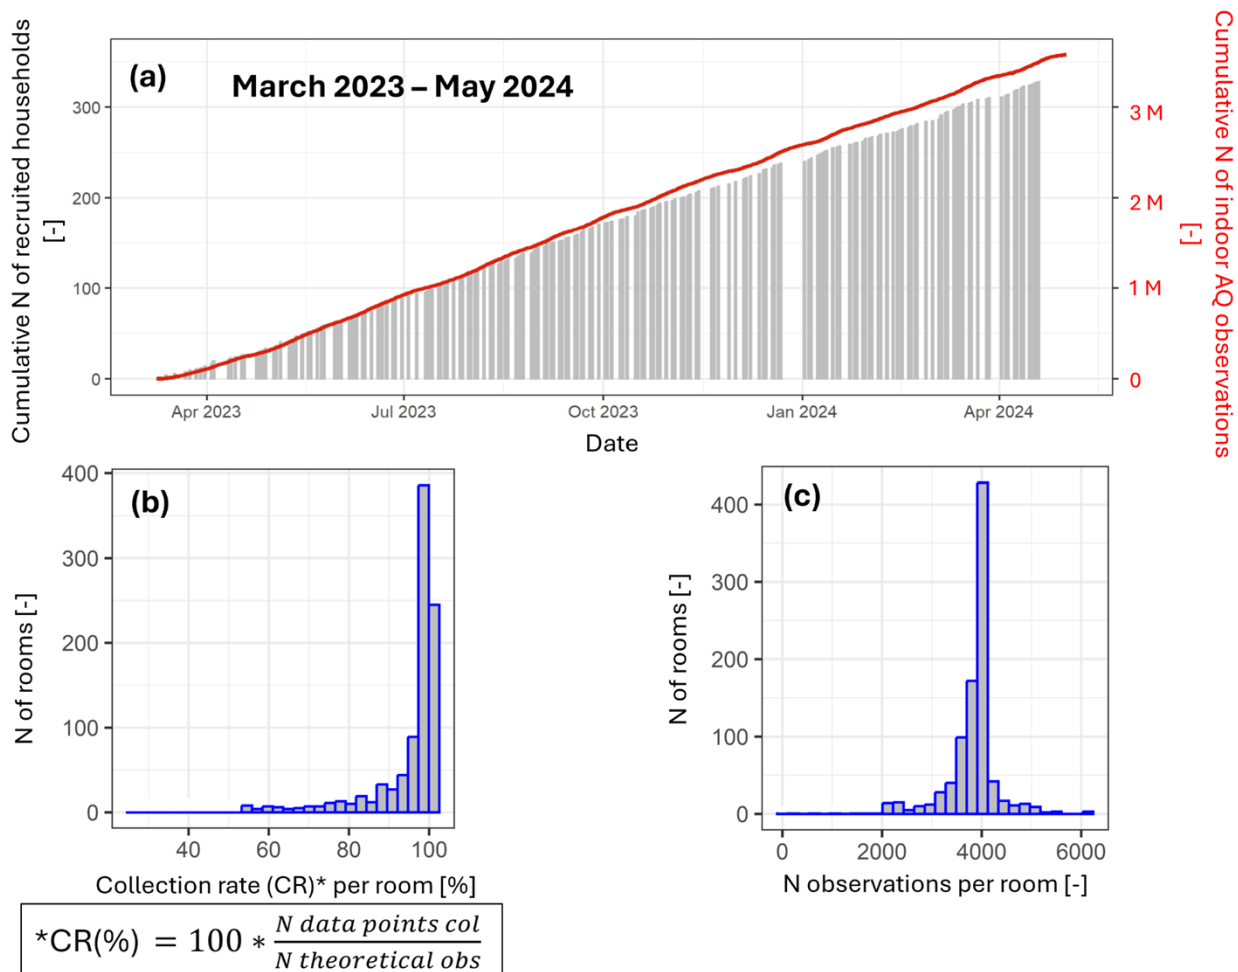 (a)
March 2023 – May 2024
Cumulative N of recruited households
[-]
300
200
100
0
Cumulative N of indoor AQ observations
[-]
3 M
2 M
1 M
0
Apr 2023
Jul 2023
Oct 2023
Jan 2024
Apr 2024
Date
(b)
N of rooms [-]
400
300
200
100
0
40
60
80
100
Collection rate (CR)* per room [%]
(c)
N of rooms [-]
400
300
200
100
0
0
2000
4000
6000
N observations per room [-]
*CR(%) = 100 * N data points col
N theoretical obs